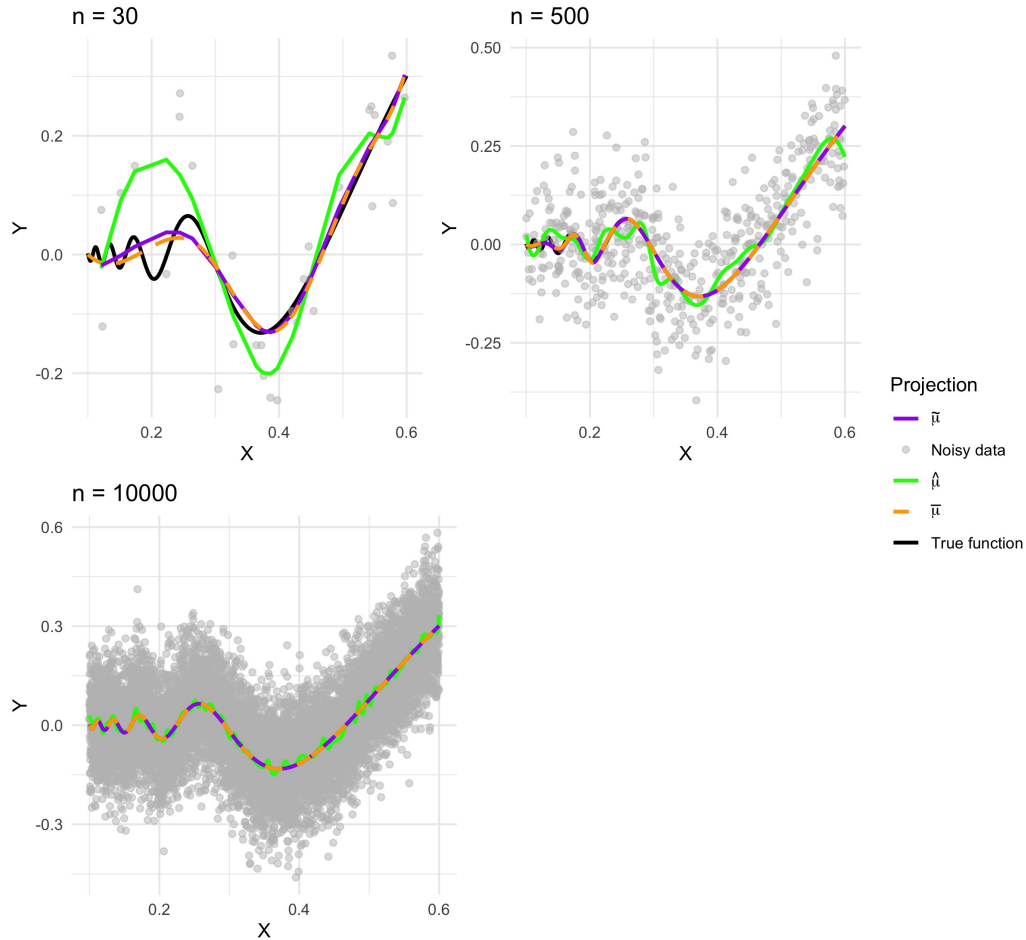 n = 30
Y
0.2
0.0
-0.2
0.2
0.4
0.6
X
n = 500
Y
0.50
0.25
0.00
-0.25
0.2
0.4
0.6
X
Projection
μ̃
Noisy data
μ̂
μ̅
True function
n = 10000
Y
0.6
0.3
0.0
-0.3
0.2
0.4
0.6
X